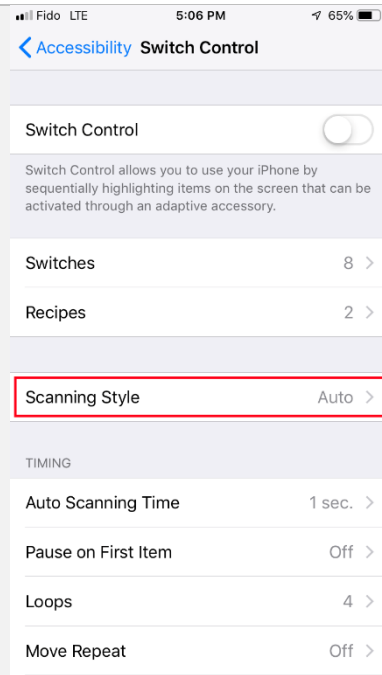 Fido LTE 5:06 PM 65%
Accessibility Switch Control
Switch Control
Switch Control allows you to use your iPhone by
sequentially highlighting items on the screen that can be
activated through an adaptive accessory.
Switches 8
Recipes 2
Scanning Style Auto
TIMING
Auto Scanning Time 1 sec.
Pause on First Item Off
Loops 4
Move Repeat Off